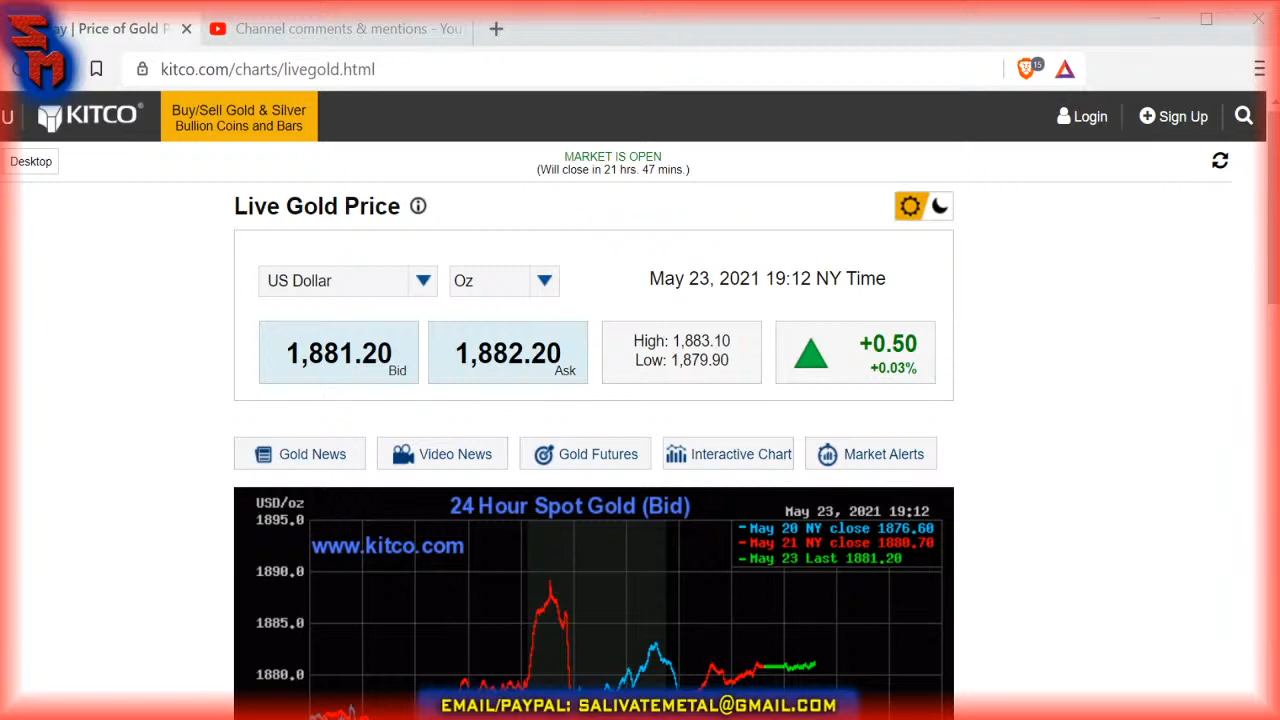 SM
ay | Price of Gold P
Channel comments & mentions - You
kitco.com/charts/livegold.html
15
U
KITCO®
Buy/Sell Gold & Silver
Bullion Coins and Bars
Login
Sign Up
Desktop
MARKET IS OPEN
(Will close in 21 hrs. 47 mins.)
Live Gold Price
US Dollar
Oz
May 23, 2021 19:12 NY Time
1,881.20
Bid
1,882.20
Ask
High: 1,883.10
Low: 1,879.90
+0.50
+0.03%
Gold News
Video News
Gold Futures
Interactive Chart
Market Alerts
USD/oz
24 Hour Spot Gold (Bid)
May 23, 2021 19:12
1895.0
www.kitco.com
May 20 NY close 1876.60
May 21 NY close 1880.70
May 23 Last 1881.20
1890.0
1885.0
1880.0
EMAIL/PAYPAL: SALIVATEMETAL@GMAIL.COM